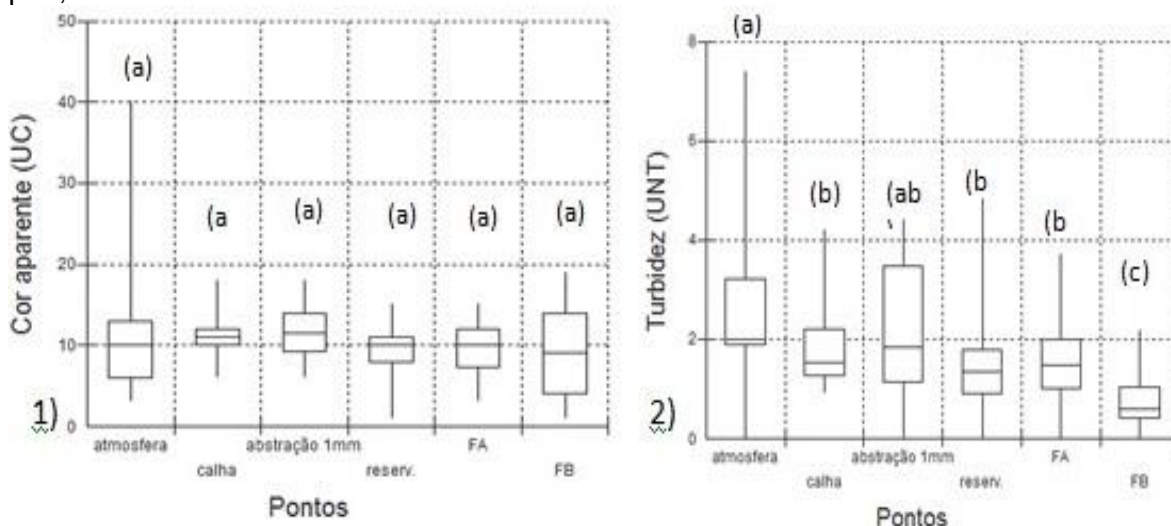 50
40
30
20
10
0
Cor aparente (UC)
(a)
(a
(a)
(a)
(a)
(a)
1)
atmosfera
calha
abstração 1mm
reserv.
FA
FB
Pontos
8
6
4
2
0
Turbidez (UNT)
(a)
(b)
(ab
(b
(b)
(c)
2)
atmosfera
calha
abstração 1mm
reserv.
FA
FB
Pontos